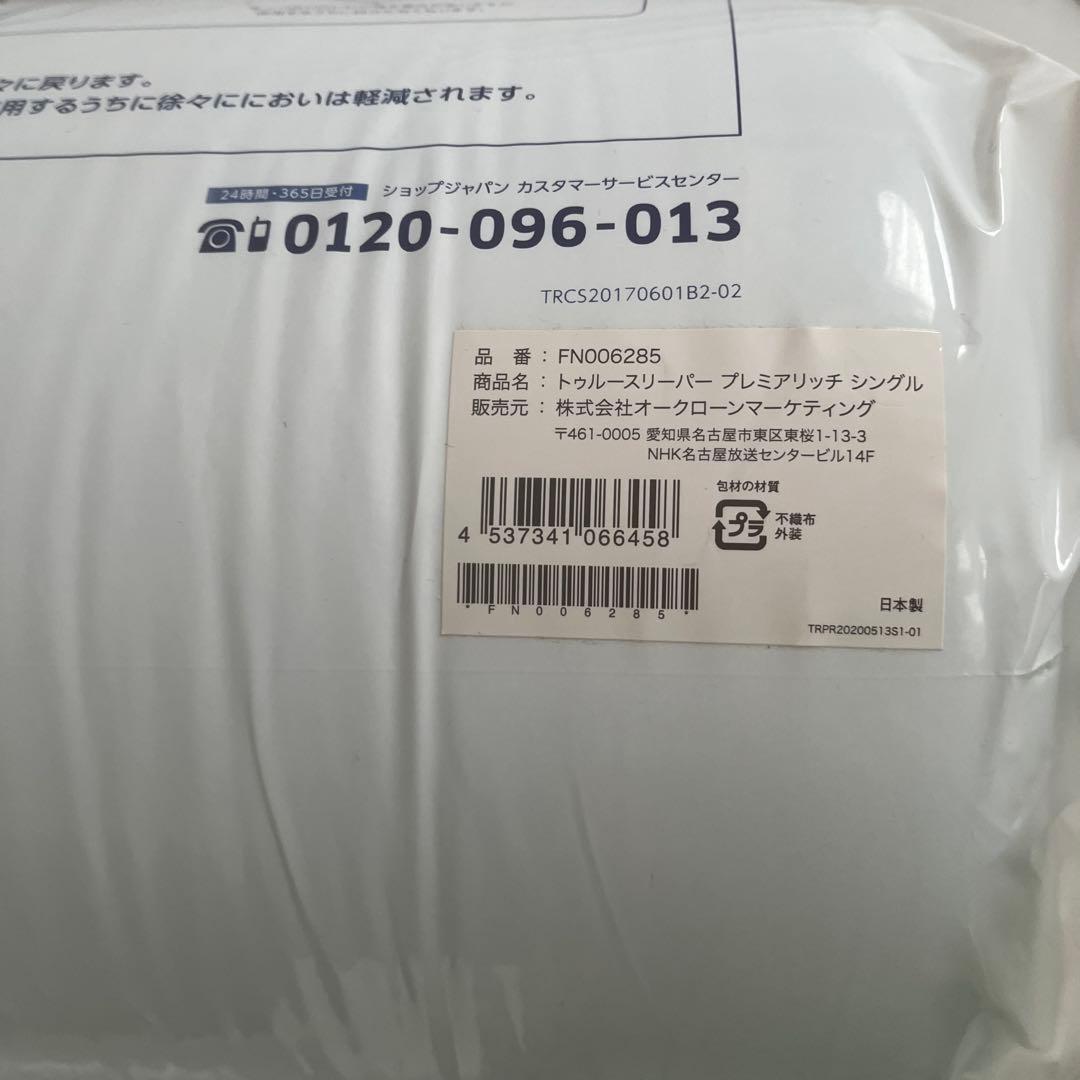 々に戻ります。
用するうちに徐々ににおいは軽減されます。
24時間・365日受付 ショップジャパン カスタマーサービスセンター
0120-096-013
TRCS20170601B2-02
品 番 : FN006285
商品名 : トゥルースリーパー プレミアリッチ シングル
販売元 : 株式会社オークローンマーケティング
〒461-0005 愛知県名古屋市東区東桜1-13-3
NHK名古屋放送センタービル14F
包材の材質
プラ 不織布
外装
4 537341 066458
*FN006285*
日本製
TRPR20200513S1-01